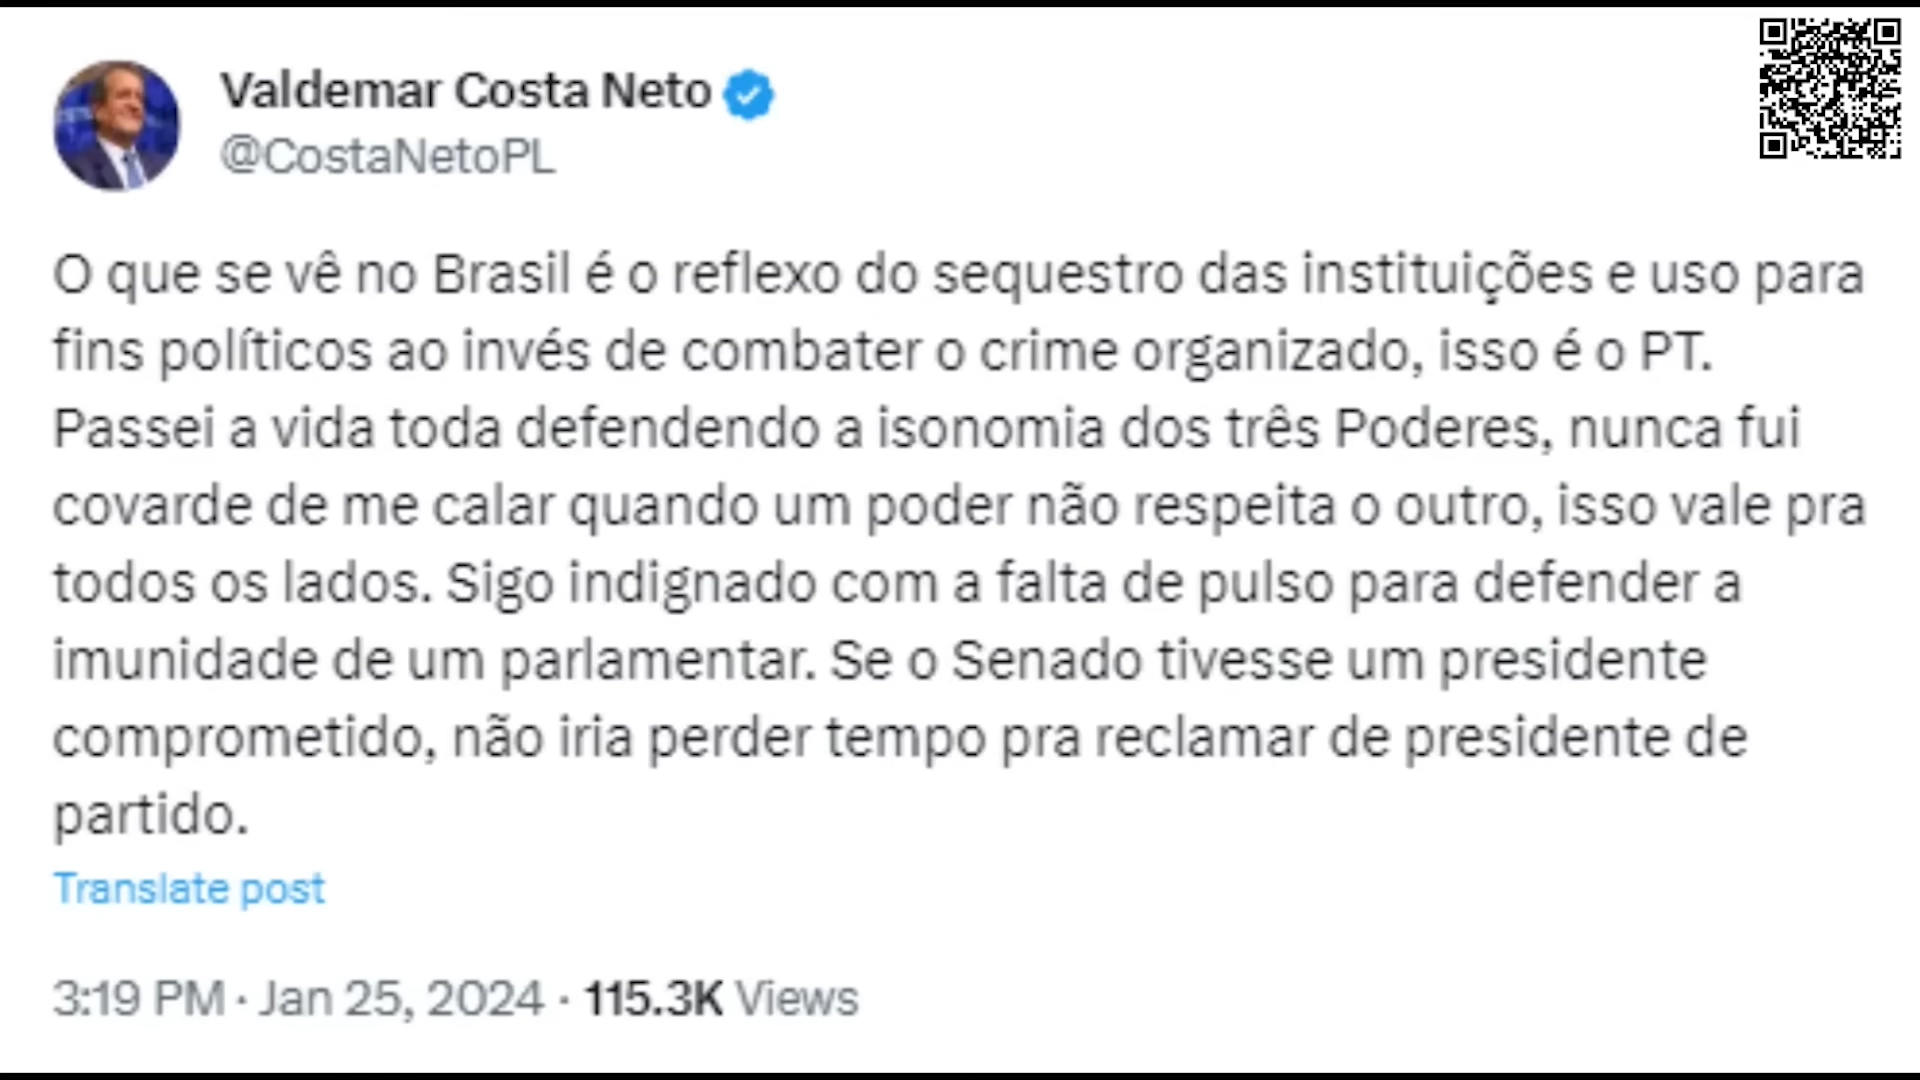 Valdemar Costa Neto
@CostaNetoPL
O que se vê no Brasil é o reflexo do sequestro das instituições e uso para
fins políticos ao invés de combater o crime organizado, isso é o PT.
Passei a vida toda defendendo a isonomia dos três Poderes, nunca fui
covarde de me calar quando um poder não respeita o outro, isso vale pra
todos os lados. Sigo indignado com a falta de pulso para defender a
imunidade de um parlamentar. Se o Senado tivesse um presidente
comprometido, não iria perder tempo pra reclamar de presidente de
partido.
Translate post
3:19 PM · Jan 25, 2024 · 115.3K Views